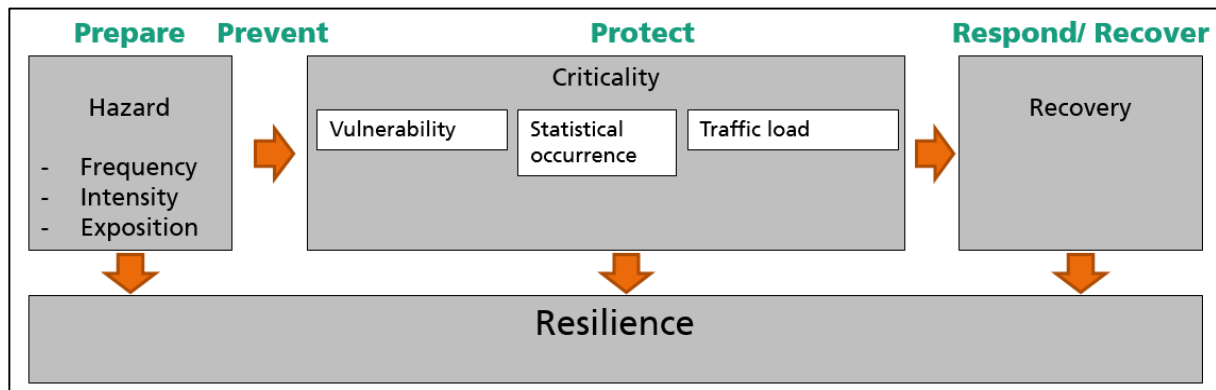 Prepare Prevent Protect Respond/ Recover
Hazard
- Frequency
- Intensity
- Exposition
Criticality
Vulnerability
Statistical
occurrence
Traffic load
Recovery
Resilience